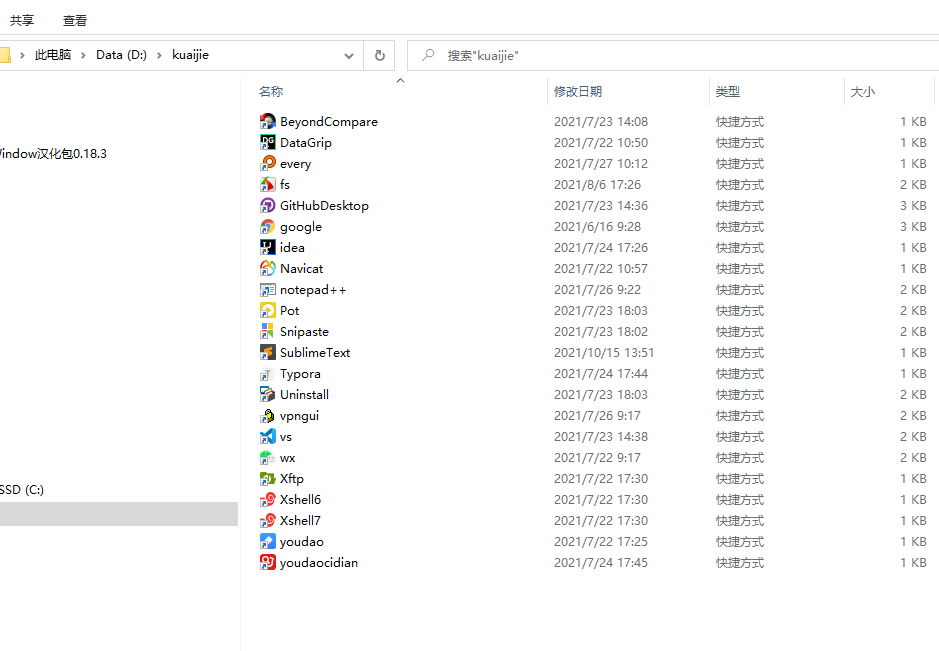 共享 查看
此电脑 › Data (D:) › kuaijie 搜索"kuaijie"
名称 修改日期 类型 大小
BeyondCompare 2021/7/23 14:08 快捷方式 1 KB
DataGrip 2021/7/22 10:50 快捷方式 1 KB
indow汉化包0.18.3
every 2021/7/27 10:12 快捷方式 1 KB
fs 2021/8/6 17:26 快捷方式 2 KB
GitHubDesktop 2021/7/23 14:36 快捷方式 3 KB
google 2021/6/16 9:28 快捷方式 3 KB
idea 2021/7/24 17:26 快捷方式 1 KB
Navicat 2021/7/22 10:57 快捷方式 1 KB
notepad++ 2021/7/26 9:22 快捷方式 2 KB
Pot 2021/7/23 18:03 快捷方式 2 KB
Snipaste 2021/7/23 18:02 快捷方式 2 KB
SublimeText 2021/10/15 13:51 快捷方式 1 KB
Typora 2021/7/24 17:44 快捷方式 1 KB
Uninstall 2021/7/23 18:03 快捷方式 2 KB
vpngui 2021/7/26 9:17 快捷方式 2 KB
vs 2021/7/23 14:38 快捷方式 2 KB
wx 2021/7/22 9:17 快捷方式 2 KB
Xftp 2021/7/22 17:30 快捷方式 1 KB
SSD (C:)
Xshell6 2021/7/22 17:30 快捷方式 1 KB
Xshell7 2021/7/22 17:30 快捷方式 1 KB
youdao 2021/7/22 17:25 快捷方式 1 KB
youdaocidian 2021/7/24 17:45 快捷方式 1 KB